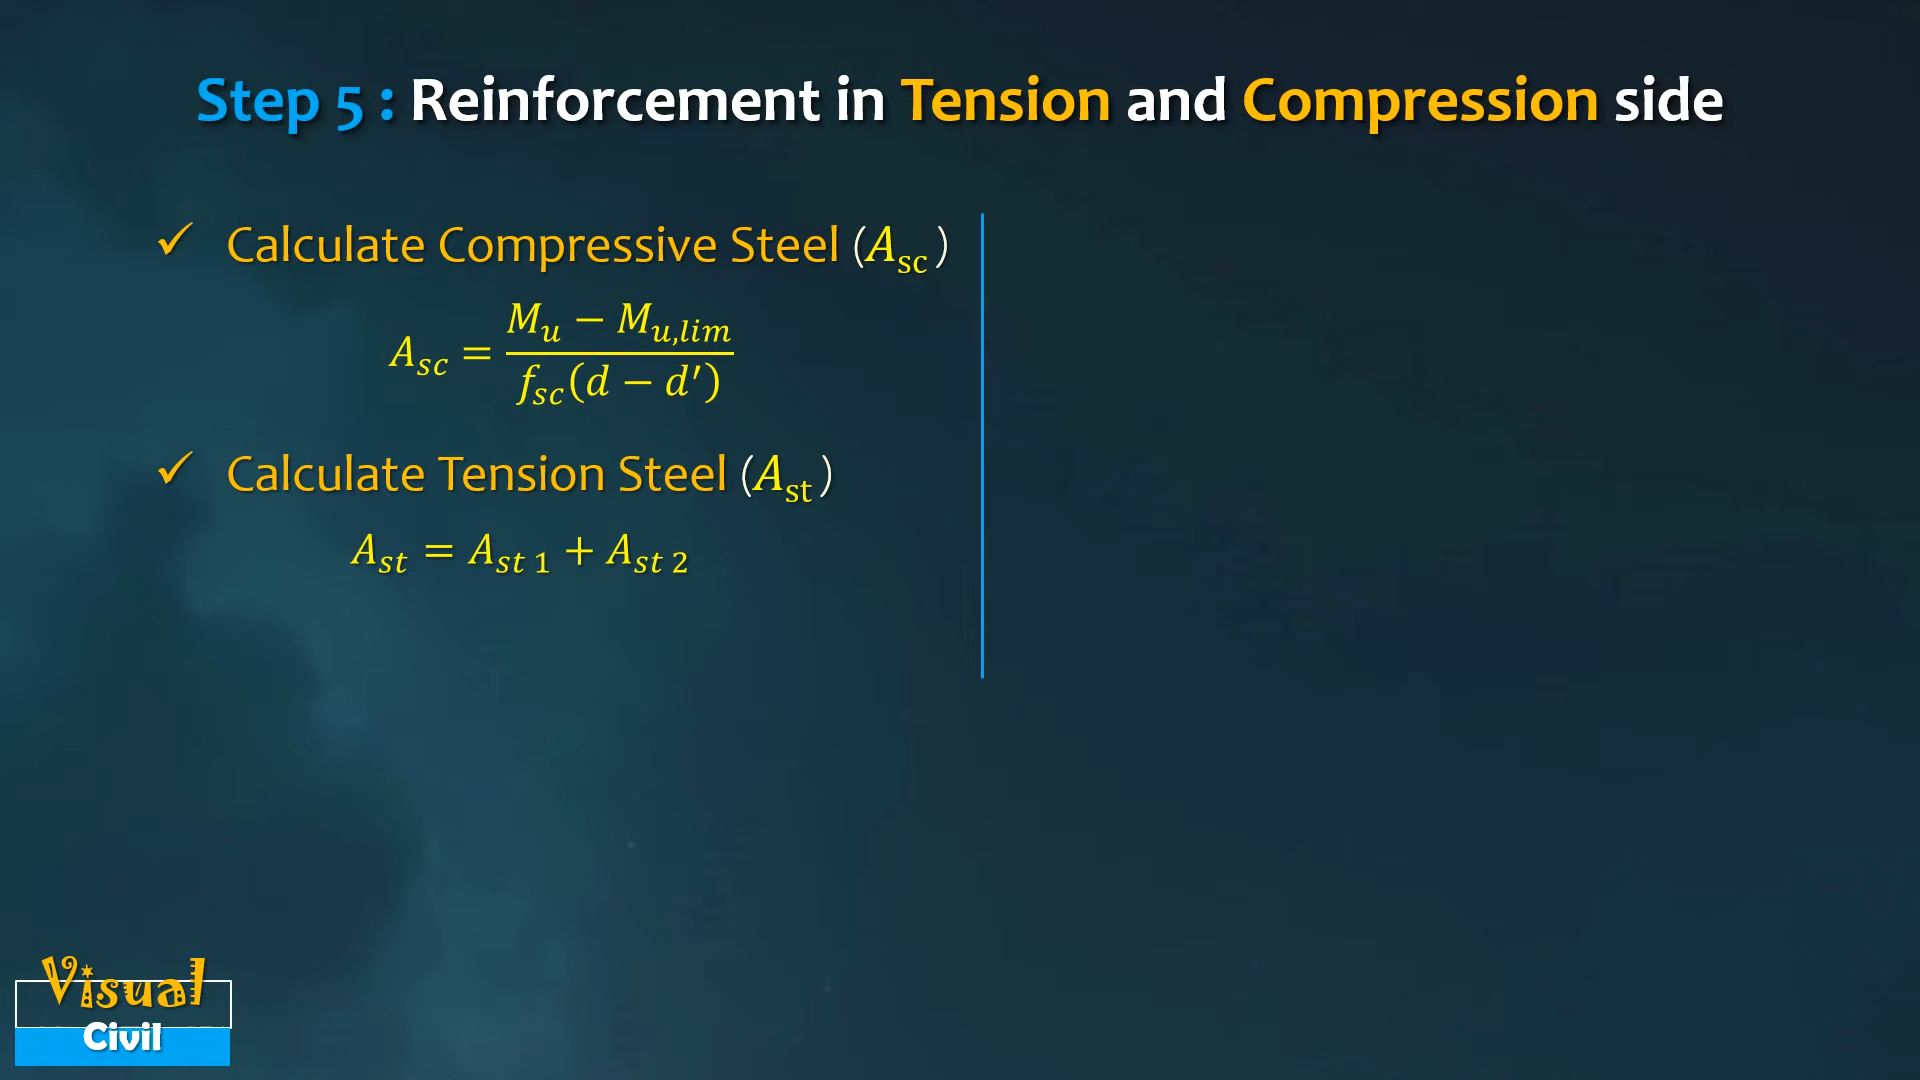 Step 5 : Reinforcement in Tension and Compression side
✓ Calculate Compressive Steel (A_sc)
A_sc = (M_u − M_u,lim) / (f_sc(d − d′))
✓ Calculate Tension Steel (A_st)
A_st = A_st 1 + A_st 2
Visual
Civil